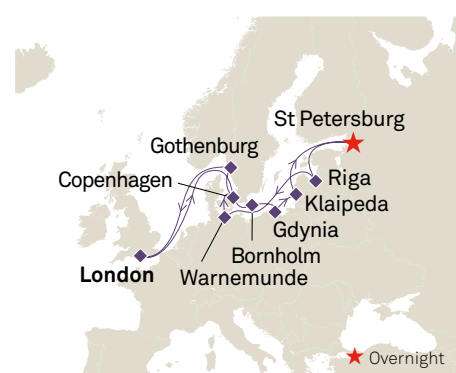 St Petersburg
Gothenburg
Copenhagen
Riga
Klaipeda
Gdynia
Bornholm
London
Warnemunde
Overnight